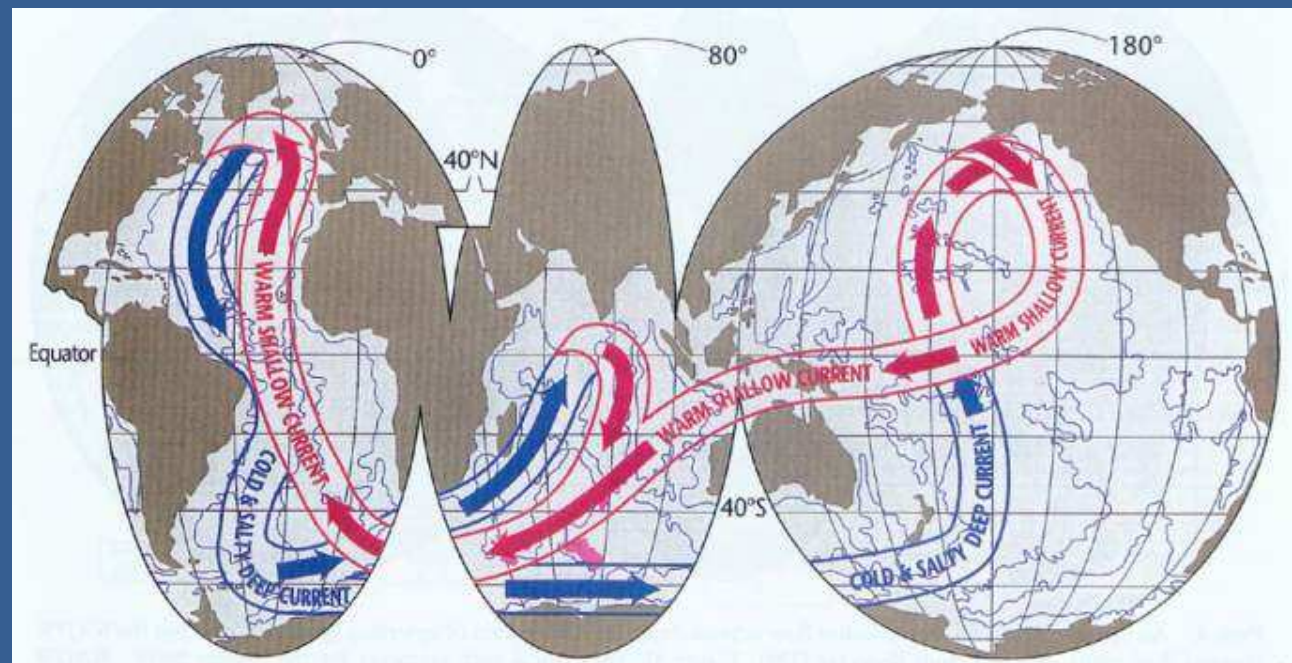 0°
80°
180°
40°N
Equator
40°S
WARM SHALLOW CURRENT
COLD & SALTY DEEP CURRENT
WARM SHALLOW CURRENT
WARM SHALLOW CURRENT
COLD & SALTY DEEP CURRENT